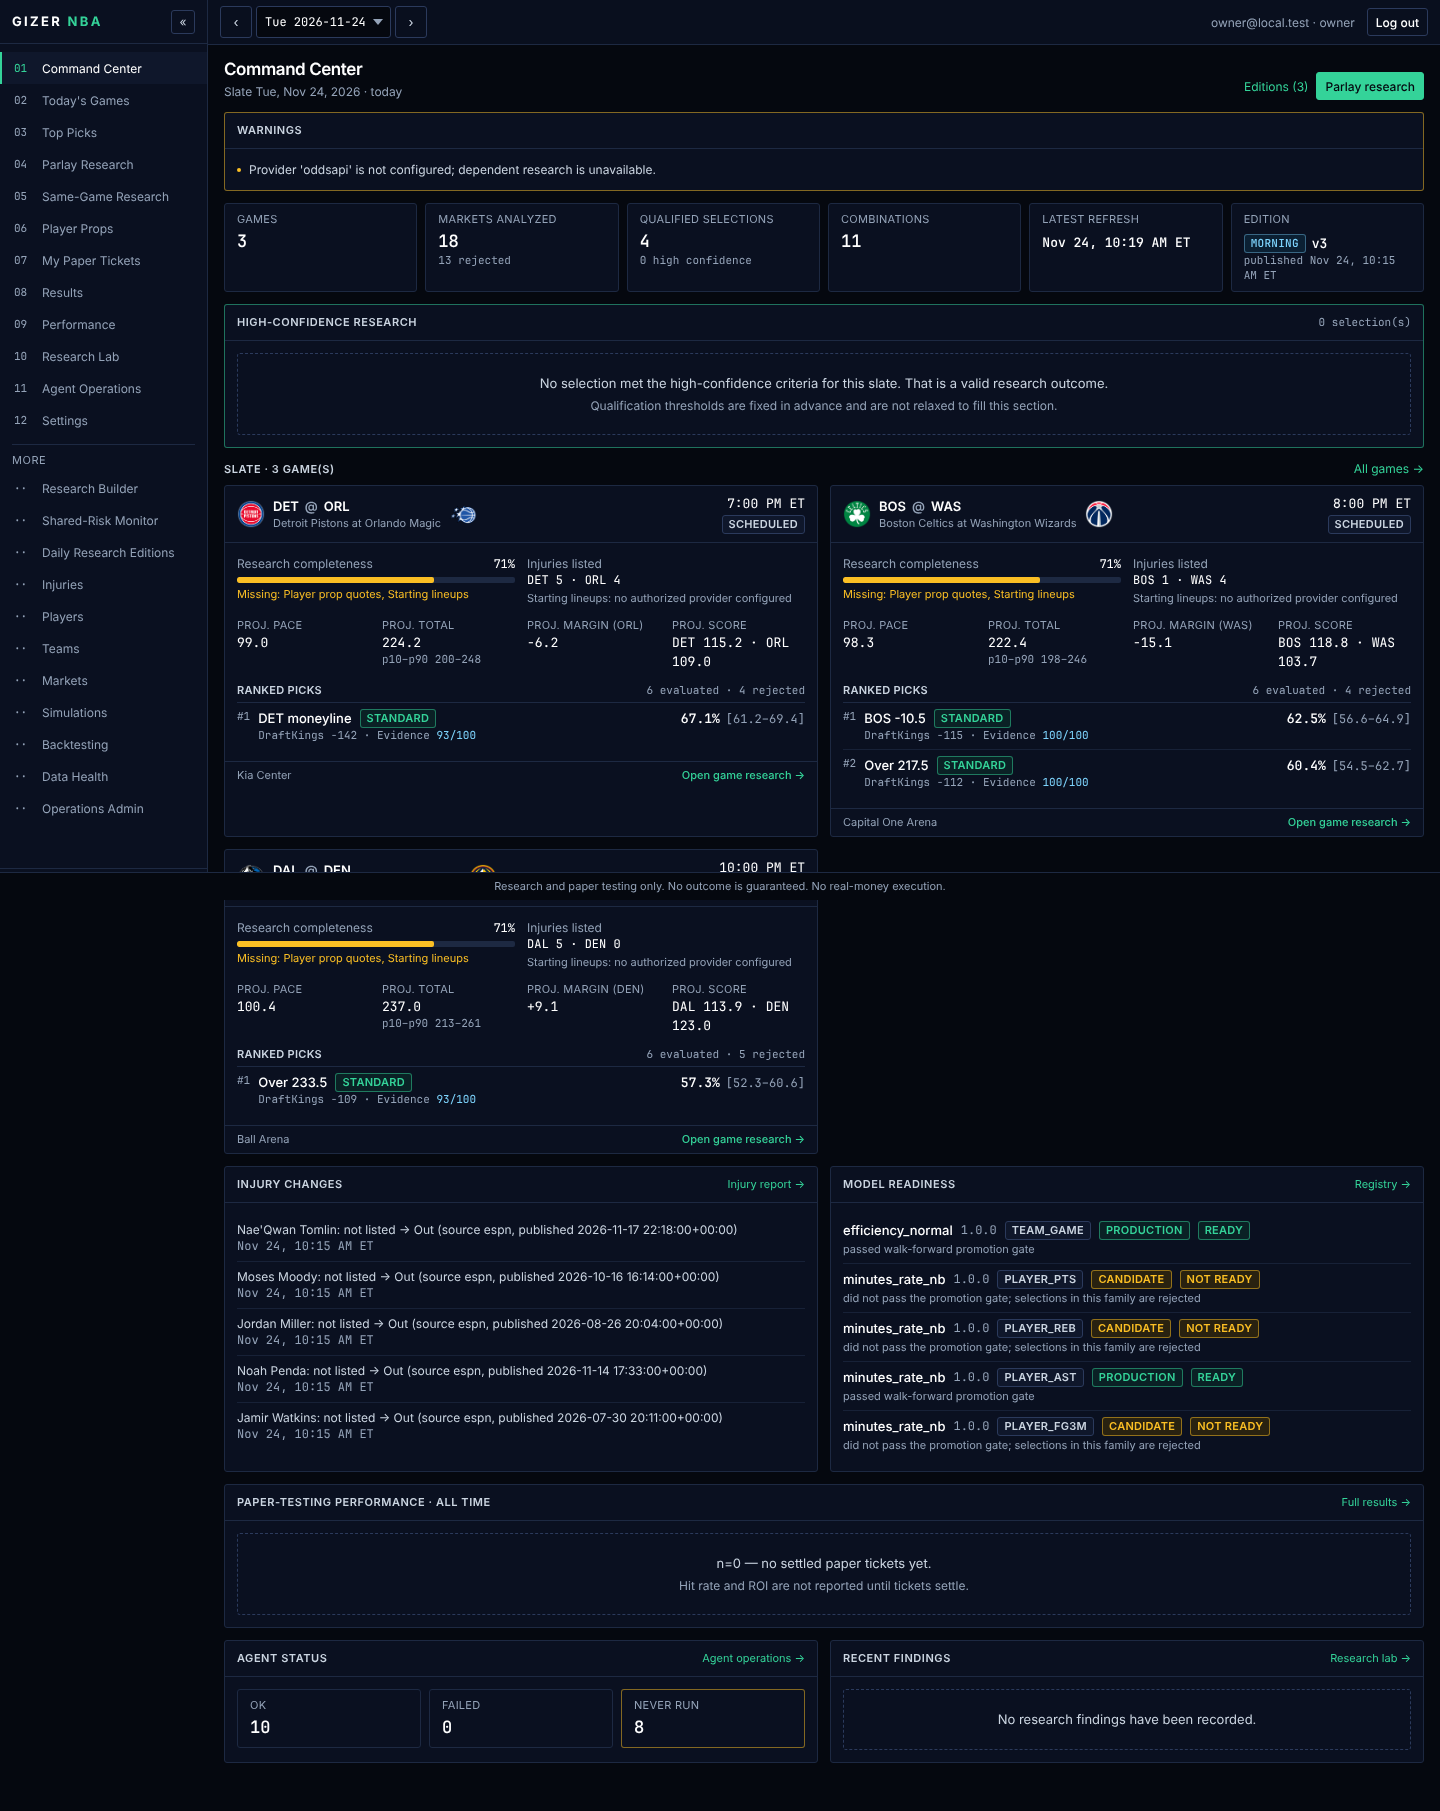 GIZER NBA
«
‹
Tue 2026-11-24
›
owner@local.test · owner
Log out
01 Command Center
02 Today's Games
03 Top Picks
04 Parlay Research
05 Same-Game Research
06 Player Props
07 My Paper Tickets
08 Results
09 Performance
10 Research Lab
11 Agent Operations
12 Settings
MORE
·· Research Builder
·· Shared-Risk Monitor
·· Daily Research Editions
·· Injuries
·· Players
·· Teams
·· Markets
·· Simulations
·· Backtesting
·· Data Health
·· Operations Admin
Command Center
Slate Tue, Nov 24, 2026 · today
Editions (3)
Parlay research
WARNINGS
• Provider 'oddsapi' is not configured; dependent research is unavailable.
GAMES
3
MARKETS ANALYZED
18
13 rejected
QUALIFIED SELECTIONS
4
0 high confidence
COMBINATIONS
11
LATEST REFRESH
Nov 24, 10:19 AM ET
EDITION
MORNING v3
published Nov 24, 10:15
AM ET
HIGH-CONFIDENCE RESEARCH
0 selection(s)
No selection met the high-confidence criteria for this slate. That is a valid research outcome.
Qualification thresholds are fixed in advance and are not relaxed to fill this section.
SLATE · 3 GAME(S)
All games →
DET @ ORL
Detroit Pistons at Orlando Magic
7:00 PM ET
SCHEDULED
Research completeness 71%
Missing: Player prop quotes, Starting lineups
Injuries listed
DET 5 · ORL 4
Starting lineups: no authorized provider configured
PROJ. PACE
99.0
PROJ. TOTAL
224.2
p10–p90 200–248
PROJ. MARGIN (ORL)
-6.2
PROJ. SCORE
DET 115.2 · ORL
109.0
RANKED PICKS
6 evaluated · 4 rejected
#1 DET moneyline STANDARD 67.1% [61.2–69.4]
DraftKings -142 · Evidence 93/100
Kia Center
Open game research →
BOS @ WAS
Boston Celtics at Washington Wizards
8:00 PM ET
SCHEDULED
Research completeness 71%
Missing: Player prop quotes, Starting lineups
Injuries listed
BOS 1 · WAS 4
Starting lineups: no authorized provider configured
PROJ. PACE
98.3
PROJ. TOTAL
222.4
p10–p90 198–246
PROJ. MARGIN (WAS)
-15.1
PROJ. SCORE
BOS 118.8 · WAS
103.7
RANKED PICKS
6 evaluated · 4 rejected
#1 BOS -10.5 STANDARD 62.5% [56.6–64.9]
DraftKings -115 · Evidence 100/100
#2 Over 217.5 STANDARD 60.4% [54.5–62.7]
DraftKings -112 · Evidence 100/100
Capital One Arena
Open game research →
DAL @ DEN
10:00 PM ET
Research and paper testing only. No outcome is guaranteed. No real-money execution.
Research completeness 71%
Missing: Player prop quotes, Starting lineups
Injuries listed
DAL 5 · DEN 0
Starting lineups: no authorized provider configured
PROJ. PACE
100.4
PROJ. TOTAL
237.0
p10–p90 213–261
PROJ. MARGIN (DEN)
+9.1
PROJ. SCORE
DAL 113.9 · DEN
123.0
RANKED PICKS
6 evaluated · 5 rejected
#1 Over 233.5 STANDARD 57.3% [52.3–60.6]
DraftKings -109 · Evidence 93/100
Ball Arena
Open game research →
INJURY CHANGES
Injury report →
Nae'Qwan Tomlin: not listed → Out (source espn, published 2026-11-17 22:18:00+00:00)
Nov 24, 10:15 AM ET
Moses Moody: not listed → Out (source espn, published 2026-10-16 16:14:00+00:00)
Nov 24, 10:15 AM ET
Jordan Miller: not listed → Out (source espn, published 2026-08-26 20:04:00+00:00)
Nov 24, 10:15 AM ET
Noah Penda: not listed → Out (source espn, published 2026-11-14 17:33:00+00:00)
Nov 24, 10:15 AM ET
Jamir Watkins: not listed → Out (source espn, published 2026-07-30 20:11:00+00:00)
Nov 24, 10:15 AM ET
MODEL READINESS
Registry →
efficiency_normal 1.0.0 TEAM_GAME PRODUCTION READY
passed walk-forward promotion gate
minutes_rate_nb 1.0.0 PLAYER_PTS CANDIDATE NOT READY
did not pass the promotion gate; selections in this family are rejected
minutes_rate_nb 1.0.0 PLAYER_REB CANDIDATE NOT READY
did not pass the promotion gate; selections in this family are rejected
minutes_rate_nb 1.0.0 PLAYER_AST PRODUCTION READY
passed walk-forward promotion gate
minutes_rate_nb 1.0.0 PLAYER_FG3M CANDIDATE NOT READY
did not pass the promotion gate; selections in this family are rejected
PAPER-TESTING PERFORMANCE · ALL TIME
Full results →
n=0 — no settled paper tickets yet.
Hit rate and ROI are not reported until tickets settle.
AGENT STATUS
Agent operations →
OK
10
FAILED
0
NEVER RUN
8
RECENT FINDINGS
Research lab →
No research findings have been recorded.